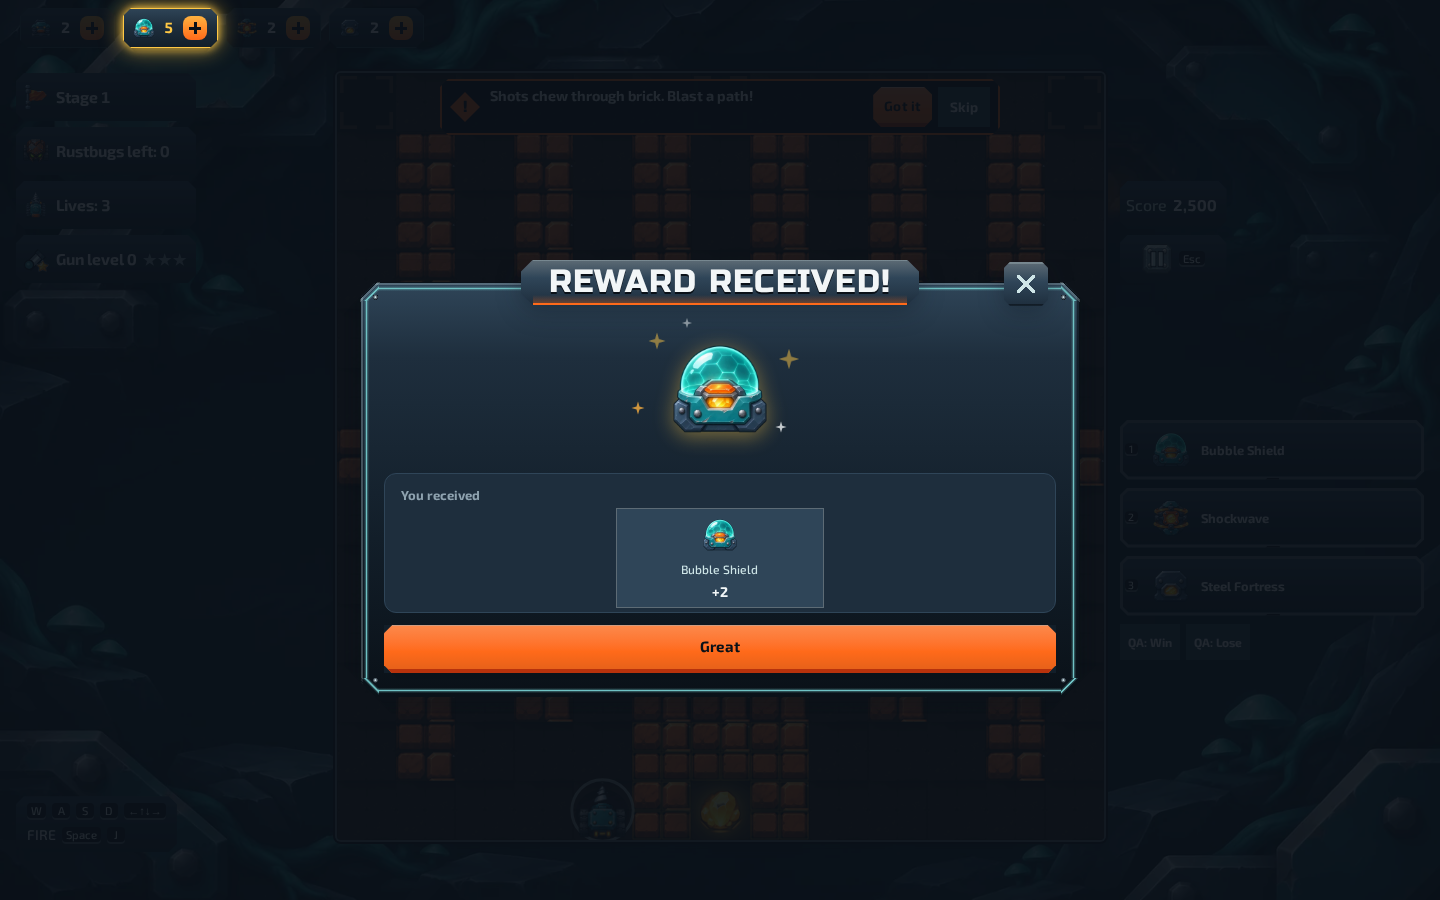 2
5
2
2
Stage 1
Shots chew through brick. Blast a path!
Got it
Skip
Rustbugs left: 0
Lives: 3
Score 2,500
Gun level 0 ★★★
Esc
REWARD RECEIVED!
You received
Bubble Shield
+2
Great
1 Bubble Shield
2 Shockwave
3 Steel Fortress
QA: Win
QA: Lose
W A S D ←↑↓→
FIRE Space J